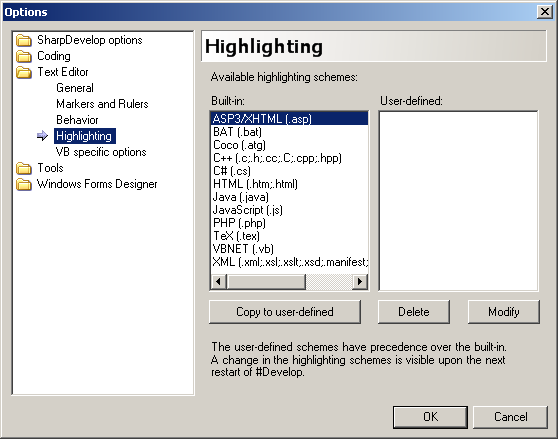 Options
SharpDevelop options
Coding
Text Editor
General
Markers and Rulers
Behavior
Highlighting
VB specific options
Tools
Windows Forms Designer
Highlighting
Available highlighting schemes:
Built-in:
ASP3/XHTML (.asp)
BAT (.bat)
Coco (.atg)
C++ (.c;.h;.cc;.C;.cpp;.hpp)
C# (.cs)
HTML (.htm;.html)
Java (.java)
JavaScript (.js)
PHP (.php)
TeX (.tex)
VBNET (.vb)
XML (.xml;.xsl;.xslt;.xsd;.manifest;
User-defined:
Copy to user-defined
Delete
Modify
The user-defined schemes have precedence over the built-in.
A change in the highlighting schemes is visible upon the next
restart of #Develop.
OK
Cancel